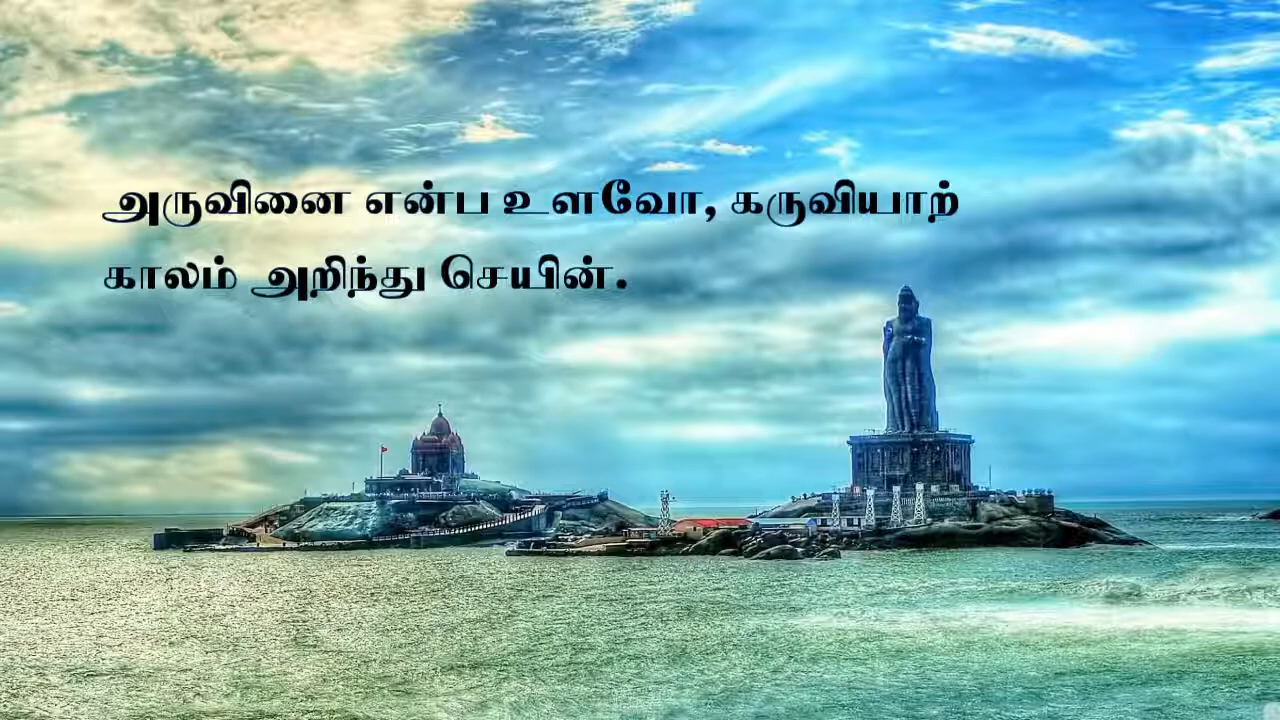 அருவினை என்ப உளவோ, கருவியாற்
காலம் அறிந்து செயின்.